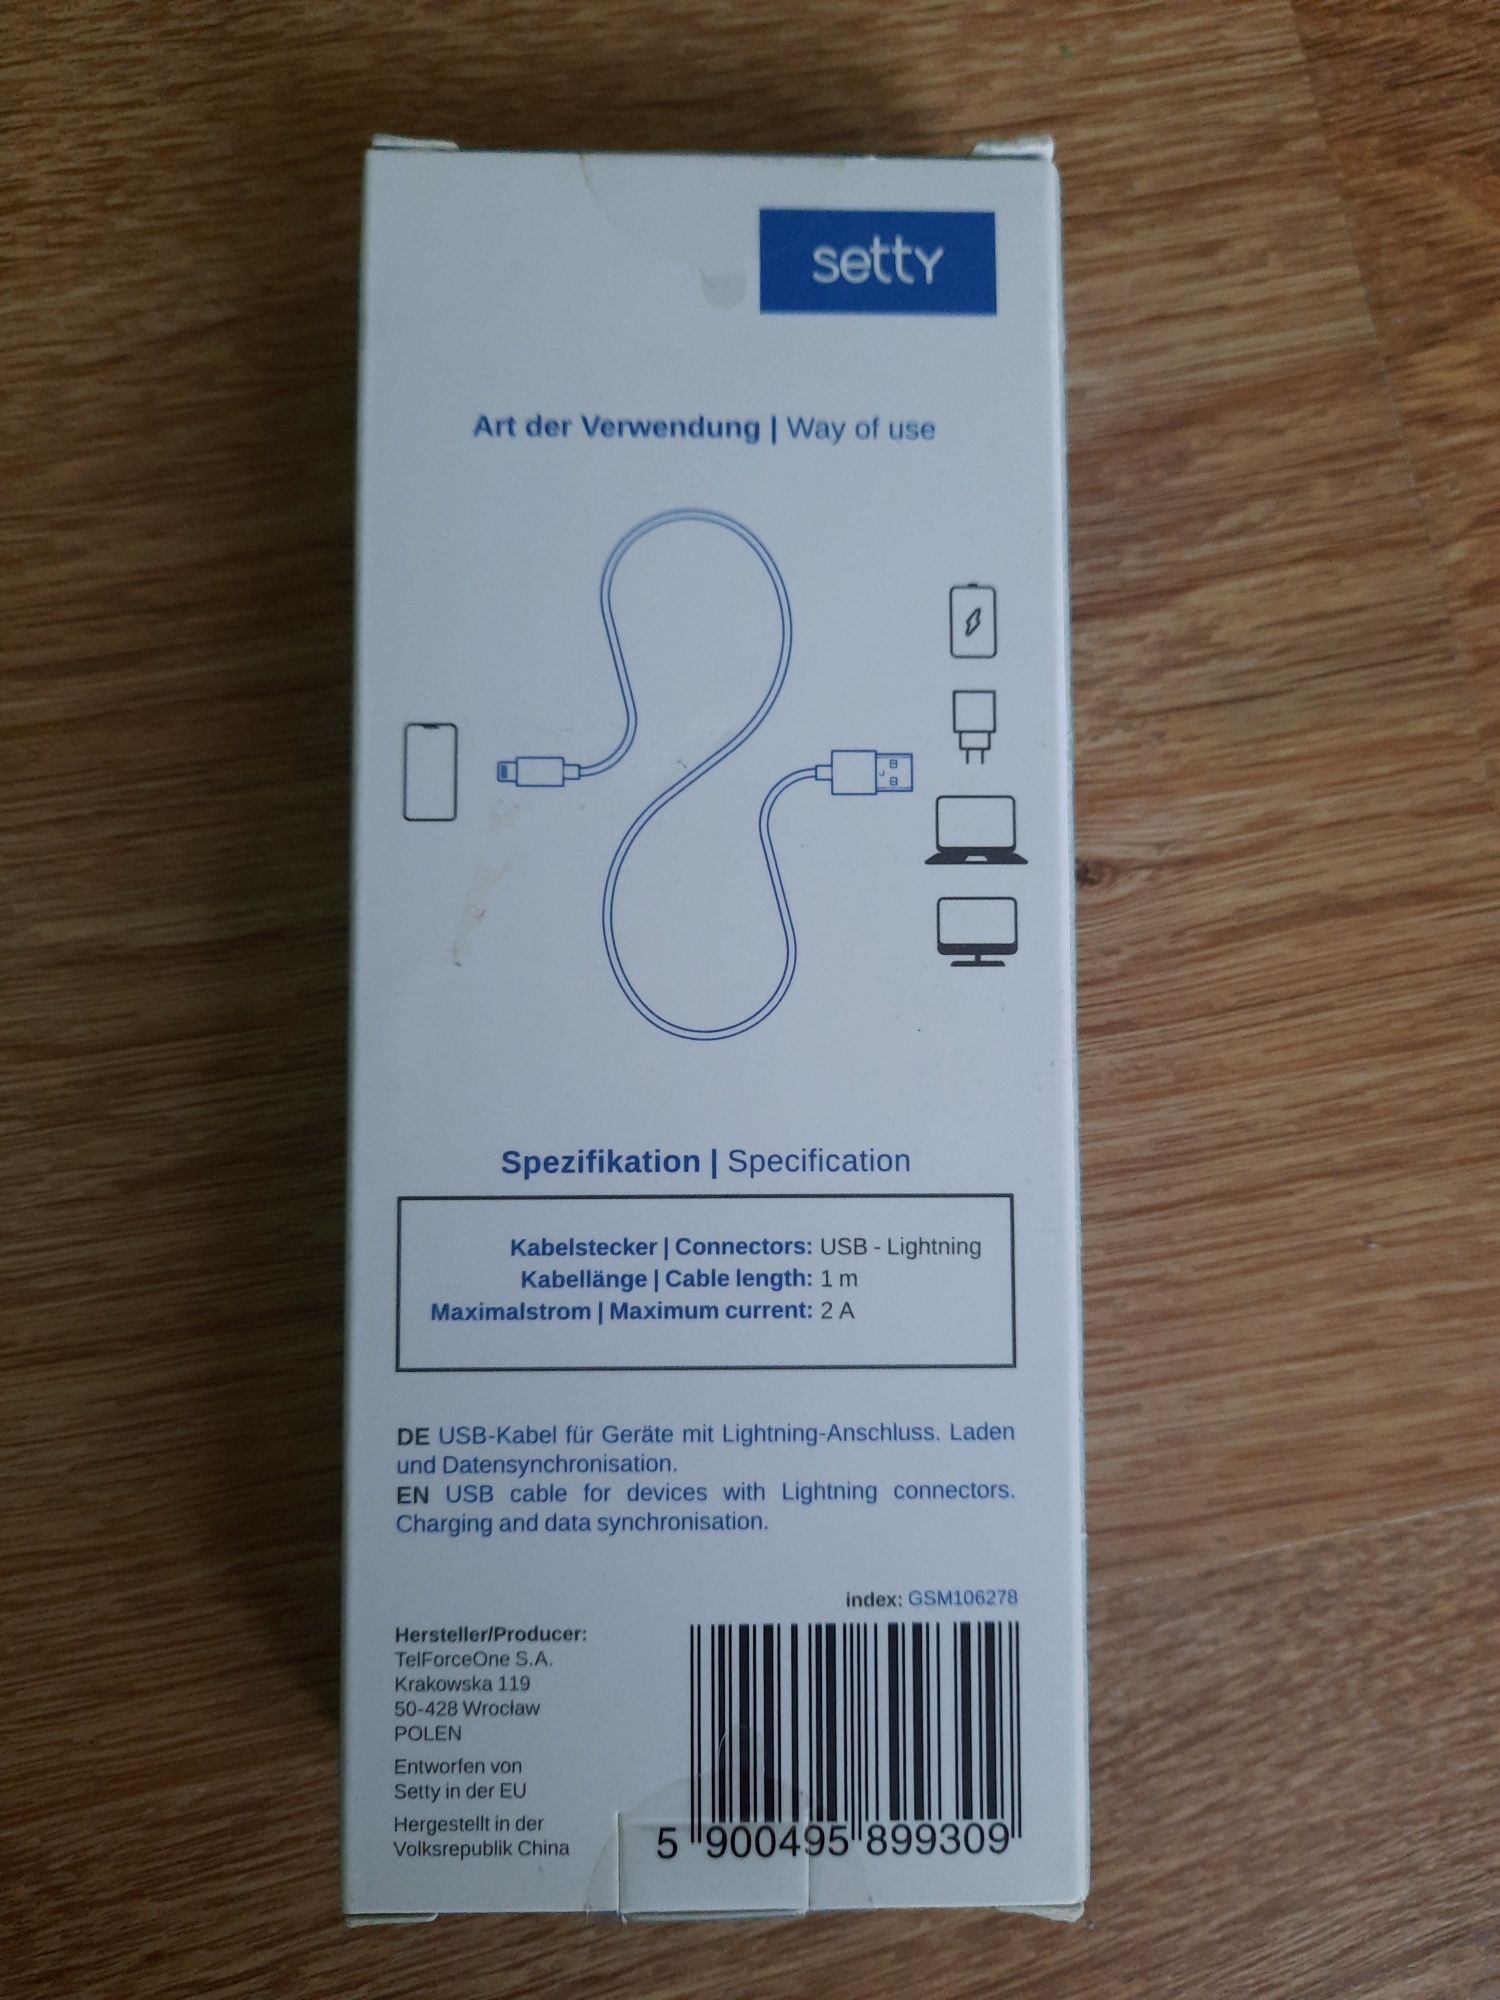 setty
Art der Verwendung | Way of use
Spezifikation | Specification
Kabelstecker | Connectors: USB - Lightning
Kabellänge | Cable length: 1 m
Maximalstrom | Maximum current: 2 A
DE USB-Kabel für Geräte mit Lightning-Anschluss. Laden
und Datensynchronisation.
EN USB cable for devices with Lightning connectors.
Charging and data synchronisation.
index: GSM106278
Hersteller/Producer:
TelForceOne S.A.
Krakowska 119
50-428 Wrocław
POLEN
Entworfen von
Setty in der EU
Hergestellt in der
Volksrepublik China
5 900495 899309